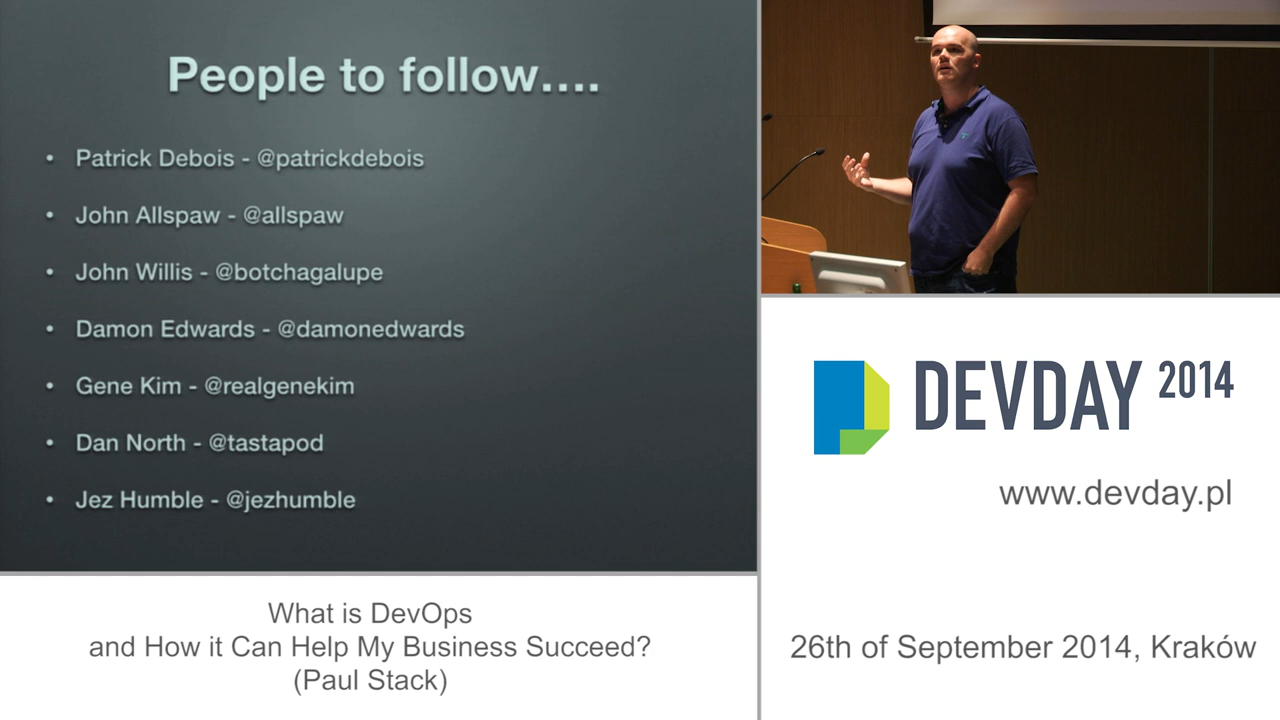 People to follow....
• Patrick Debois - @patrickdebois
• John Allspaw - @allspaw
• John Willis - @botchagalupe
• Damon Edwards - @damonedwards
• Gene Kim - @realgenekim
• Dan North - @tastapod
• Jez Humble - @jezhumble
What is DevOps
and How it Can Help My Business Succeed?
(Paul Stack)
DEVDAY 2014
www.devday.pl
26th of September 2014, Kraków